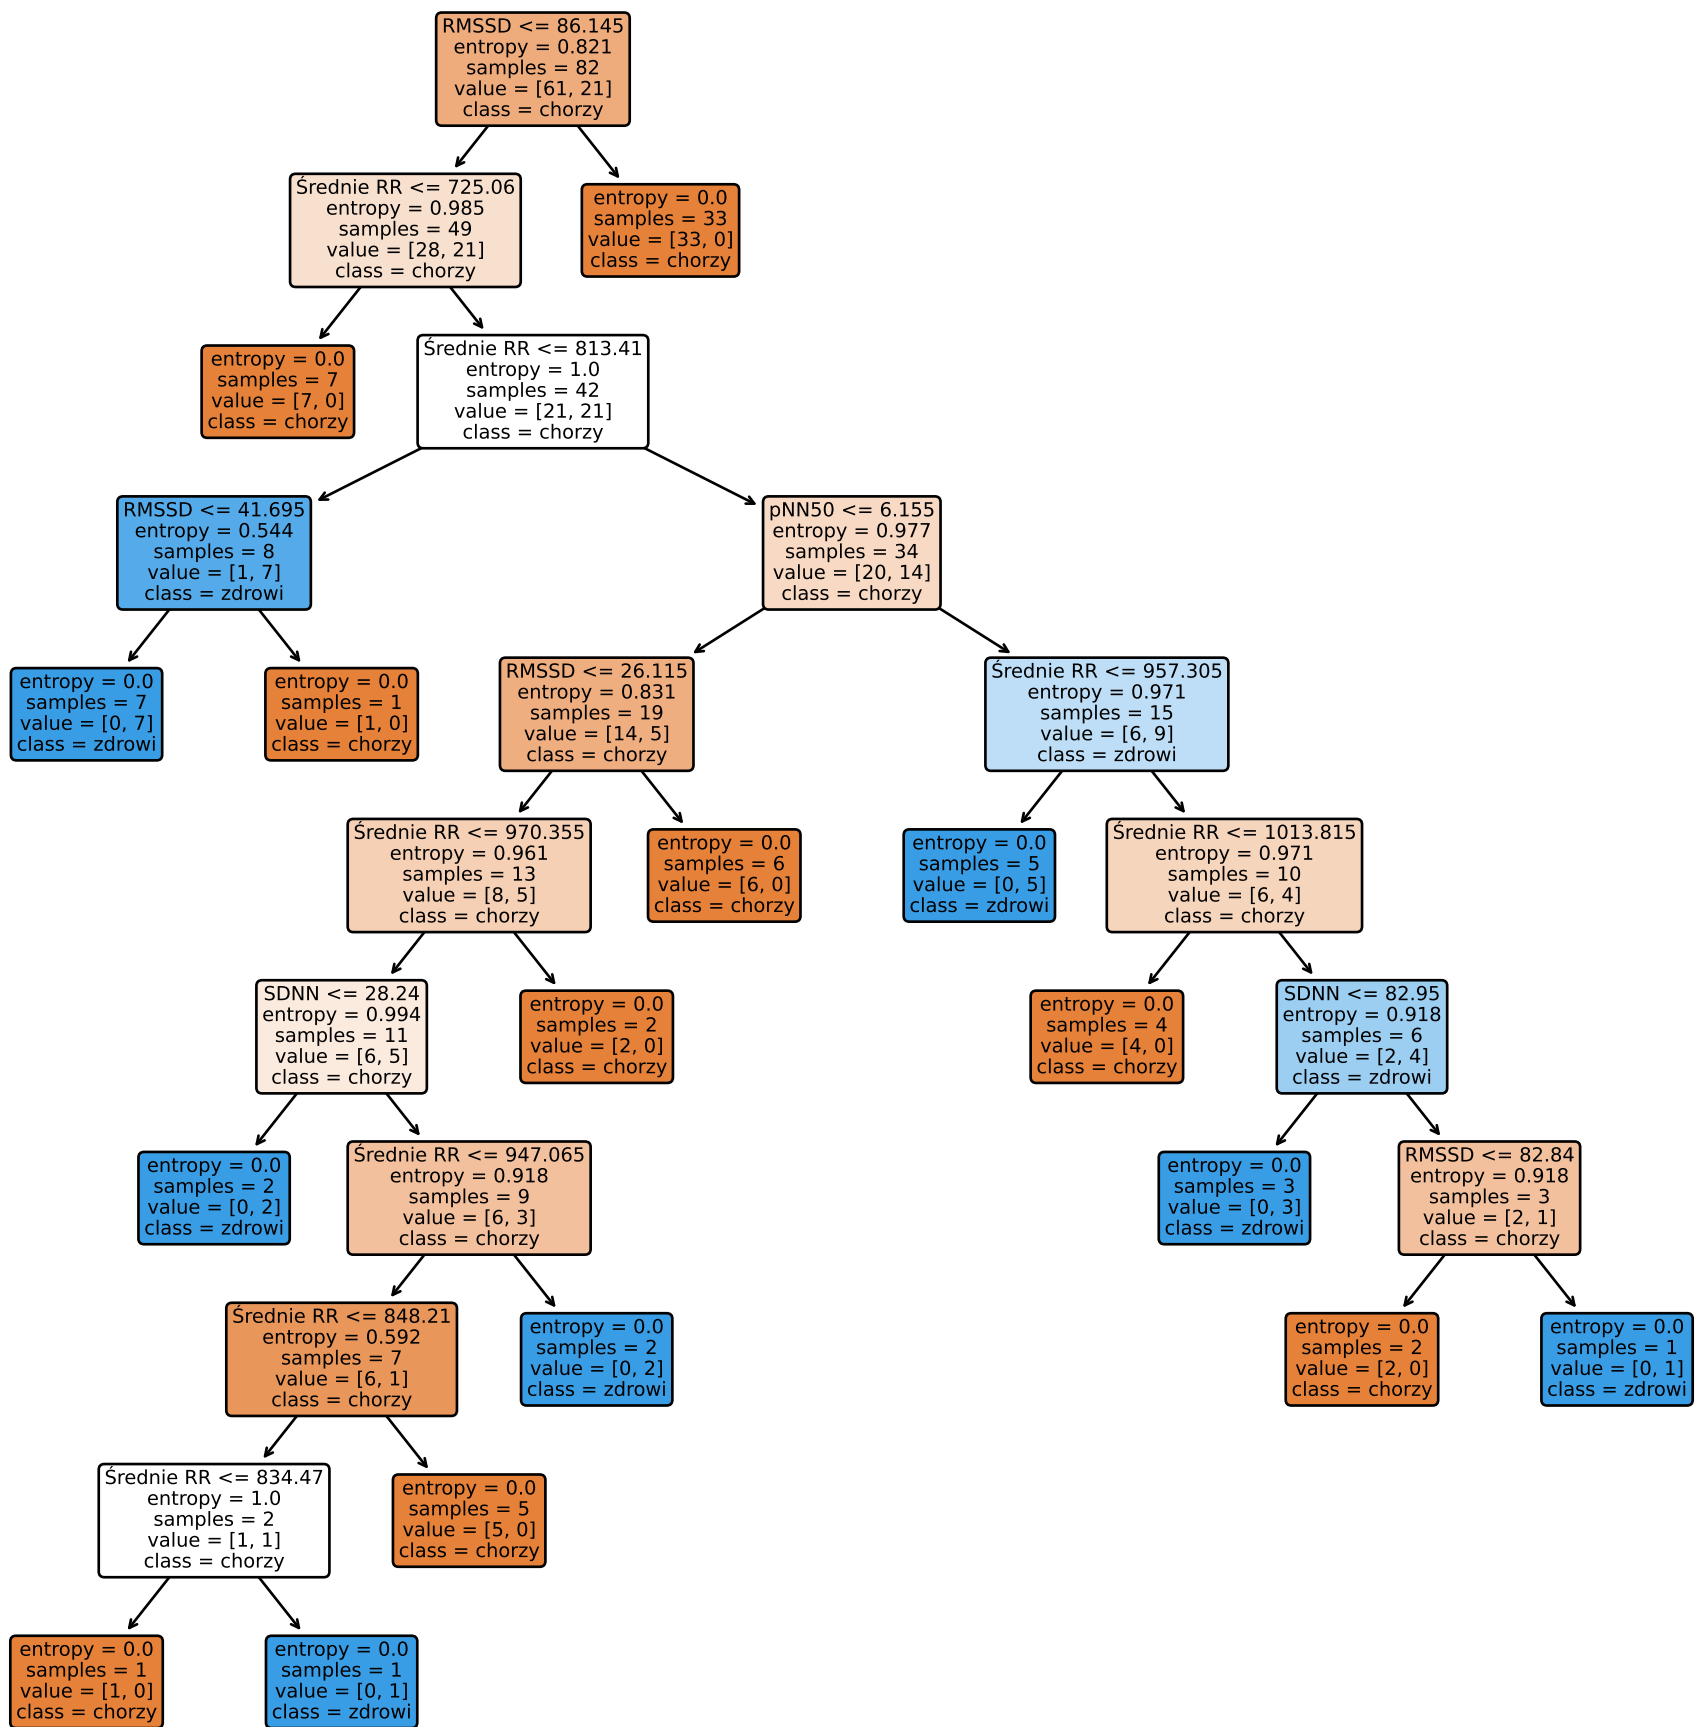 RMSSD <= 86.145
entropy = 0.821
samples = 82
value = [61, 21]
class = chorzy
Średnie RR <= 725.06
entropy = 0.985
samples = 49
value = [28, 21]
class = chorzy
entropy = 0.0
samples = 33
value = [33, 0]
class = chorzy
entropy = 0.0
samples = 7
value = [7, 0]
class = chorzy
Średnie RR <= 813.41
entropy = 1.0
samples = 42
value = [21, 21]
class = chorzy
RMSSD <= 41.695
entropy = 0.544
samples = 8
value = [1, 7]
class = zdrowi
pNN50 <= 6.155
entropy = 0.977
samples = 34
value = [20, 14]
class = chorzy
entropy = 0.0
samples = 7
value = [0, 7]
class = zdrowi
entropy = 0.0
samples = 1
value = [1, 0]
class = chorzy
RMSSD <= 26.115
entropy = 0.831
samples = 19
value = [14, 5]
class = chorzy
Średnie RR <= 957.305
entropy = 0.971
samples = 15
value = [6, 9]
class = zdrowi
Średnie RR <= 970.355
entropy = 0.961
samples = 13
value = [8, 5]
class = chorzy
entropy = 0.0
samples = 6
value = [6, 0]
class = chorzy
entropy = 0.0
samples = 5
value = [0, 5]
class = zdrowi
Średnie RR <= 1013.815
entropy = 0.971
samples = 10
value = [6, 4]
class = chorzy
SDNN <= 28.24
entropy = 0.994
samples = 11
value = [6, 5]
class = chorzy
entropy = 0.0
samples = 2
value = [2, 0]
class = chorzy
entropy = 0.0
samples = 4
value = [4, 0]
class = chorzy
SDNN <= 82.95
entropy = 0.918
samples = 6
value = [2, 4]
class = zdrowi
entropy = 0.0
samples = 2
value = [0, 2]
class = zdrowi
Średnie RR <= 947.065
entropy = 0.918
samples = 9
value = [6, 3]
class = chorzy
entropy = 0.0
samples = 3
value = [0, 3]
class = zdrowi
RMSSD <= 82.84
entropy = 0.918
samples = 3
value = [2, 1]
class = chorzy
Średnie RR <= 848.21
entropy = 0.592
samples = 7
value = [6, 1]
class = chorzy
entropy = 0.0
samples = 2
value = [0, 2]
class = zdrowi
entropy = 0.0
samples = 2
value = [2, 0]
class = chorzy
entropy = 0.0
samples = 1
value = [0, 1]
class = zdrowi
Średnie RR <= 834.47
entropy = 1.0
samples = 2
value = [1, 1]
class = chorzy
entropy = 0.0
samples = 5
value = [5, 0]
class = chorzy
entropy = 0.0
samples = 1
value = [1, 0]
class = chorzy
entropy = 0.0
samples = 1
value = [0, 1]
class = zdrowi